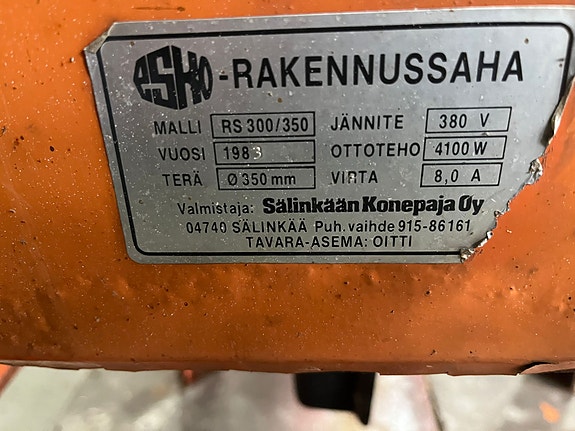 esko -RAKENNUSSAHA
MALLI RS 300/350 JÄNNITE 380 V
VUOSI 1983 OTTOTEHO 4100 W
TERÄ Ø 350 mm VIRTA 8,0 A
Valmistaja: Sälinkään Konepaja Oy
04740 SÄLINKÄÄ Puh. vaihde 915-86161
TAVARA-ASEMA: OITTI